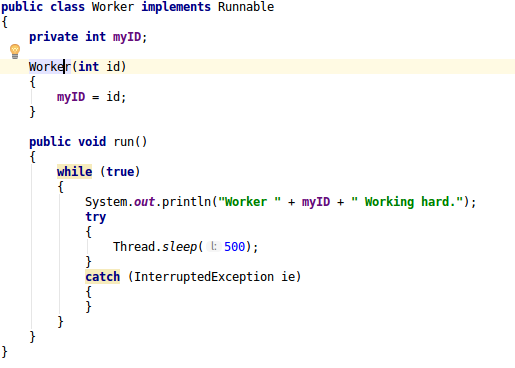 public class Worker implements Runnable
{
    private int myID;
    Worker(int id)
    {
        myID = id;
    }
    public void run()
    {
        while (true)
        {
            System.out.println("Worker " + myID + " Working hard.");
            try
            {
                Thread.sleep( l: 500);
            }
            catch (InterruptedException ie)
            {
            }
        }
    }
}